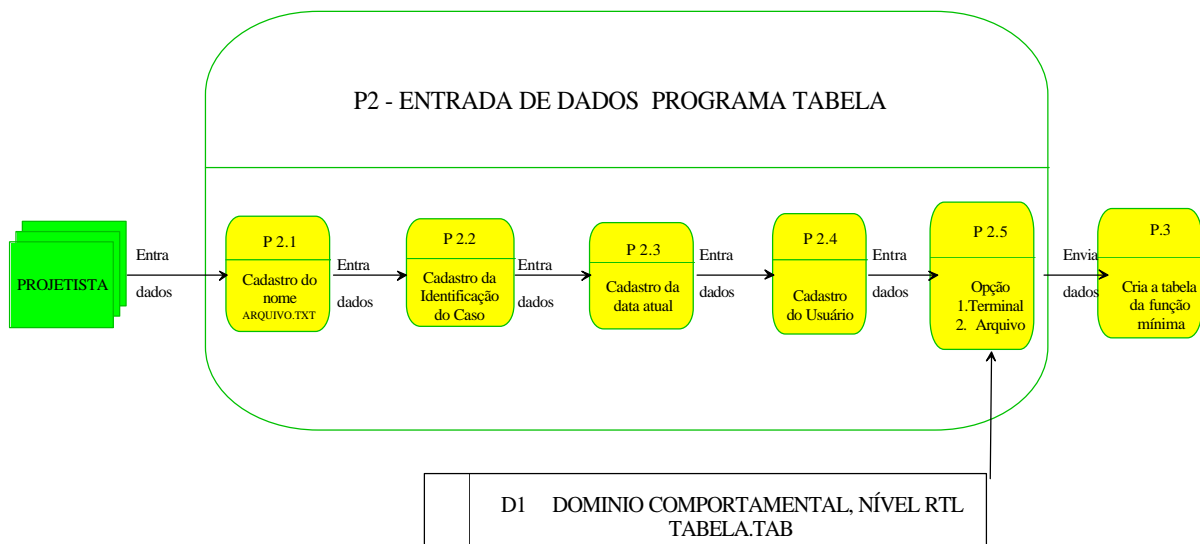 P2 - ENTRADA DE DADOS PROGRAMA TABELA
PROJETISTA
Entra
dados
P 2.1
Cadastro do
nome
ARQUIVO.TXT
Entra
dados
P 2.2
Cadastro da
Identificação
do Caso
Entra
dados
P 2.3
Cadastro da
data atual
Entra
dados
P 2.4
Cadastro
do Usuário
Entra
dados
P 2.5
Opção
1.Terminal
2. Arquivo
Envia
dados
P.3
Cria a tabela
da função
mínima
D1 DOMINIO COMPORTAMENTAL, NÍVEL RTL
TABELA.TAB